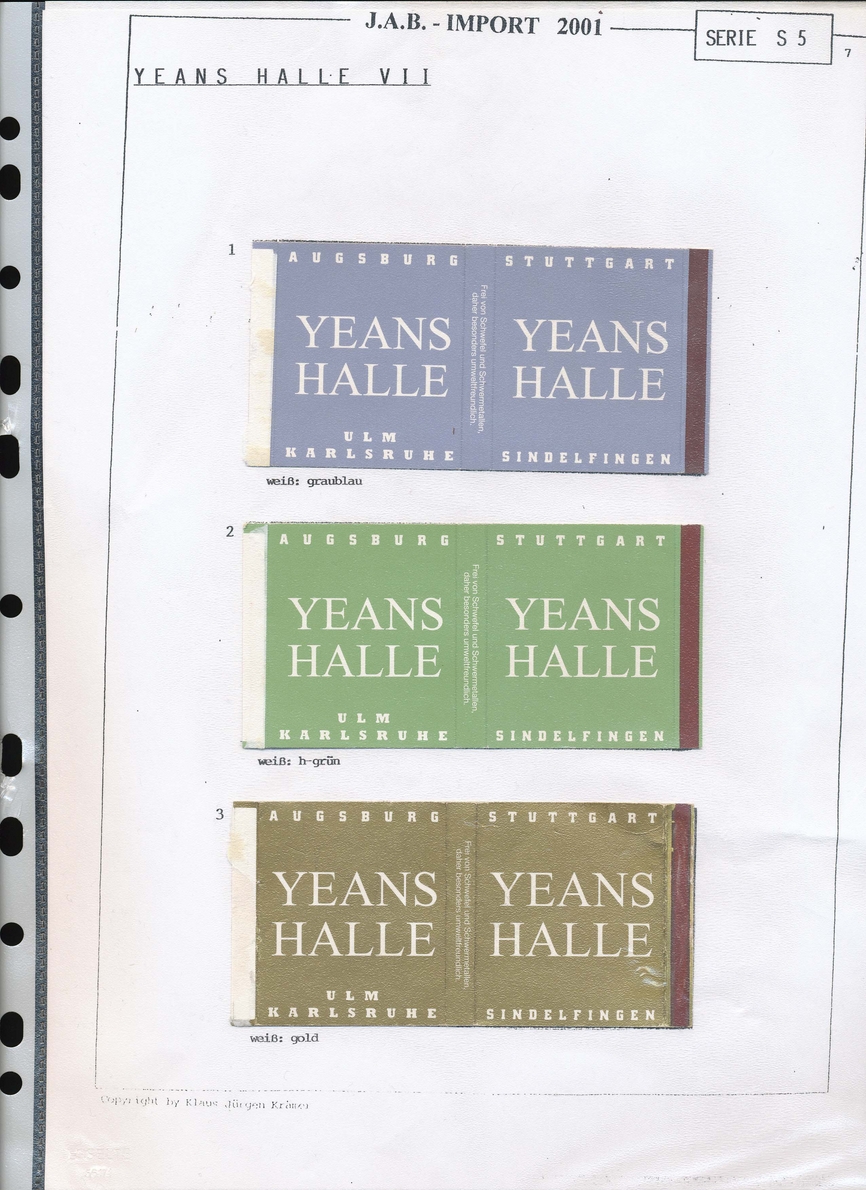 J.A.B. - IMPORT 2001
SERIE S 5
7
YEANS HALLE VII
1
AUGSBURG
YEANS
HALLE
ULM
KARLSRUHE
Frei von Schwefel und Schwermetallen,
daher besonders umweltfreundlich.
STUTTGART
YEANS
HALLE
SINDELFINGEN
weiß: graublau
2
AUGSBURG
YEANS
HALLE
ULM
KARLSRUHE
Frei von Schwefel und Schwermetallen,
daher besonders umweltfreundlich.
STUTTGART
YEANS
HALLE
SINDELFINGEN
weiß: h-grün
3
AUGSBURG
YEANS
HALLE
ULM
KARLSRUHE
Frei von Schwefel und Schwermetallen,
daher besonders umweltfreundlich.
STUTTGART
YEANS
HALLE
SINDELFINGEN
weiß: gold
Copyright by Klaus Jürgen Krämer